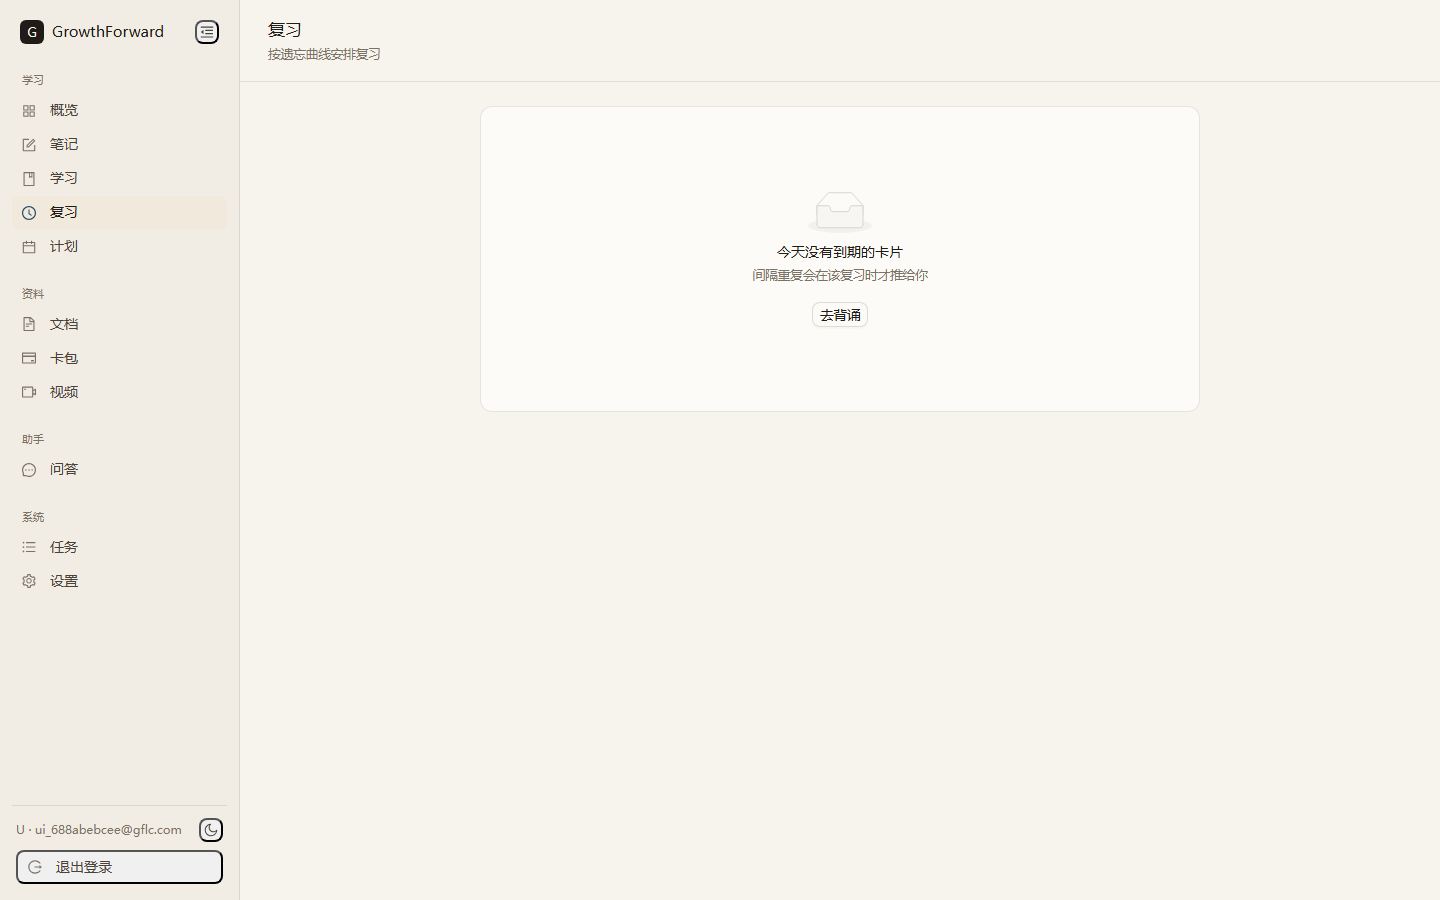 G GrowthForward
学习
概览
笔记
学习
复习
计划
资料
文档
卡包
视频
助手
问答
系统
任务
设置
U · ui_688abebcee@gflc.com
退出登录
复习
按遗忘曲线安排复习
今天没有到期的卡片
间隔重复会在该复习时才推给你
去背诵